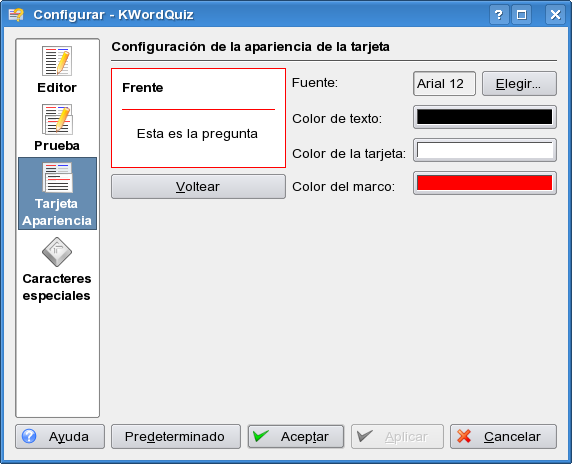 Configurar - KWordQuiz
Editor
Prueba
Tarjeta
Apariencia
Caracteres
especiales
Configuración de la apariencia de la tarjeta
Frente
Esta es la pregunta
Voltear
Fuente:
Arial 12
Elegir...
Color de texto:
Color de la tarjeta:
Color del marco:
Ayuda
Predeterminado
Aceptar
Aplicar
Cancelar